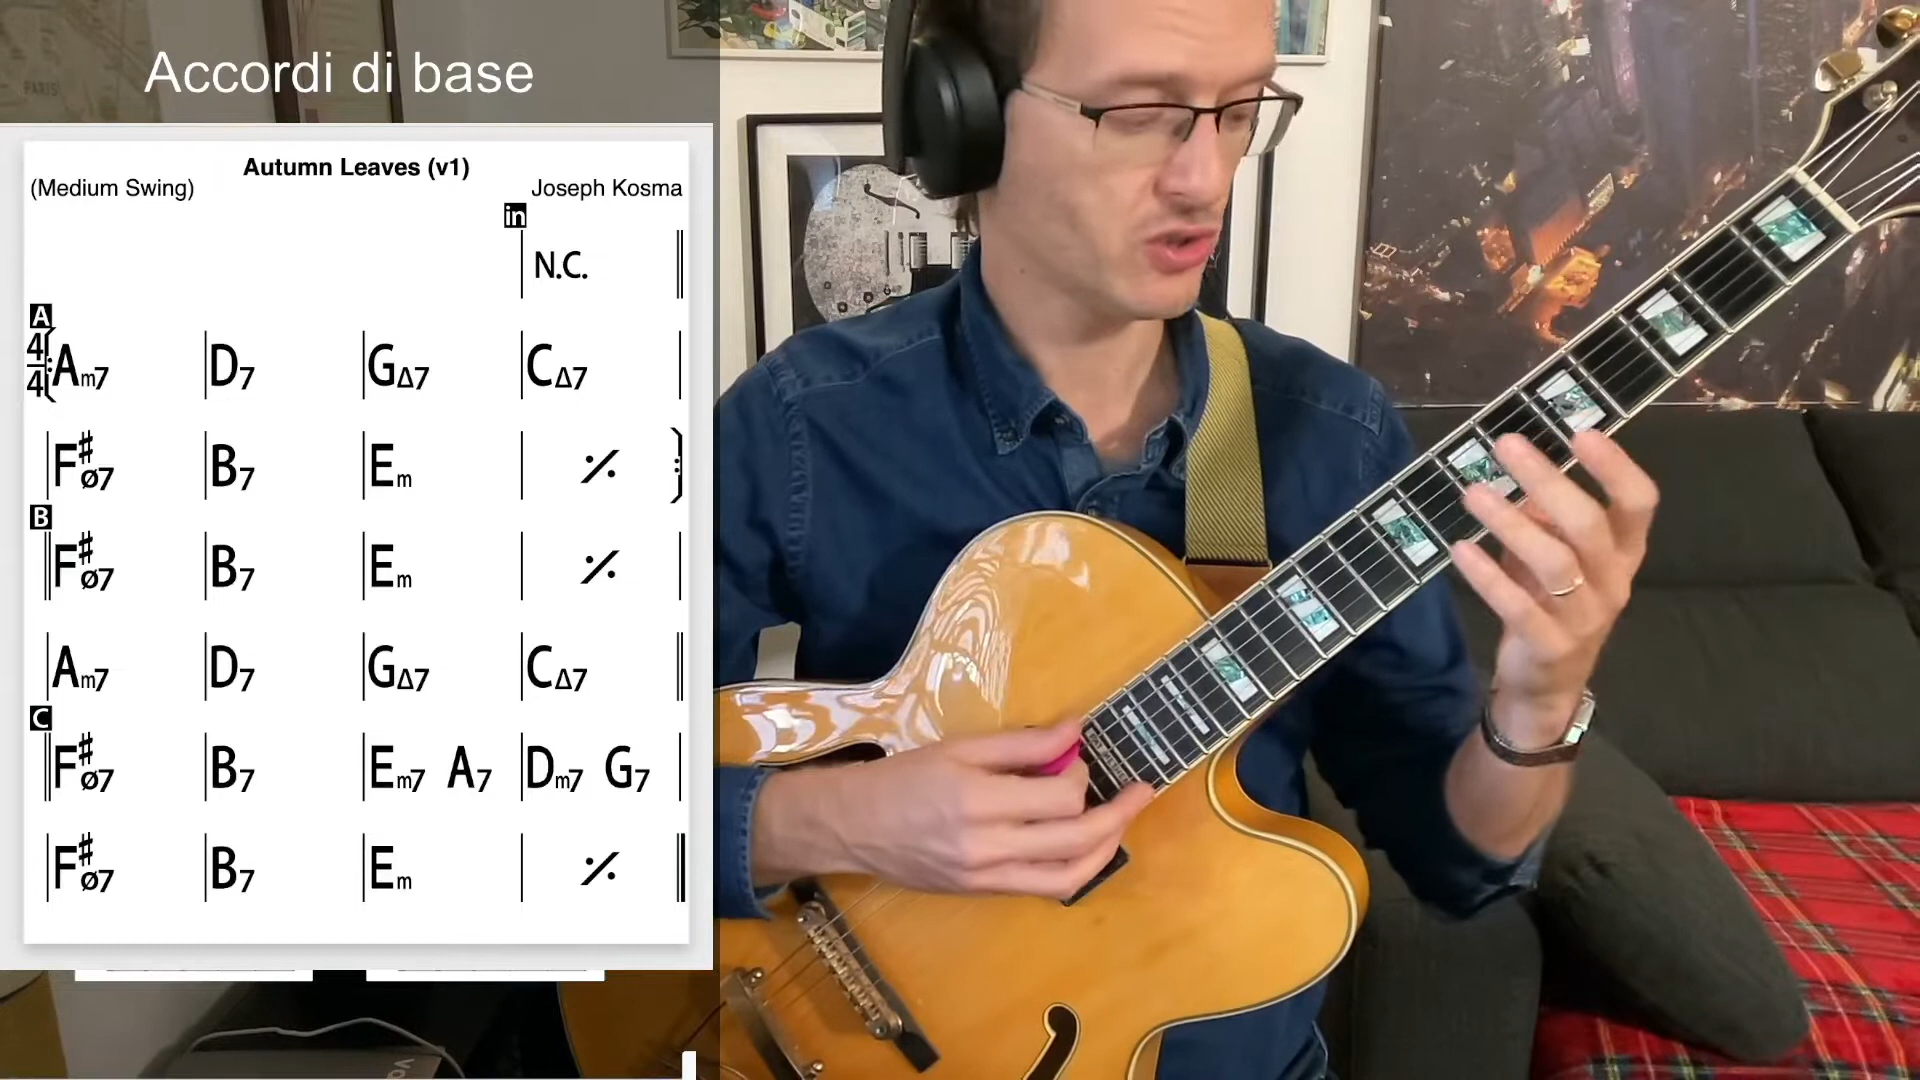 PARIS
Accordi di base
Autumn Leaves (v1)
(Medium Swing) Joseph Kosma
in
N.C.
A
4/4 Am7 D7 GΔ7 CΔ7
F#ø7 B7 Em 𝄎
B
F#ø7 B7 Em 𝄎
Am7 D7 GΔ7 CΔ7
C
F#ø7 B7 Em7 A7 Dm7 G7
F#ø7 B7 Em 𝄎